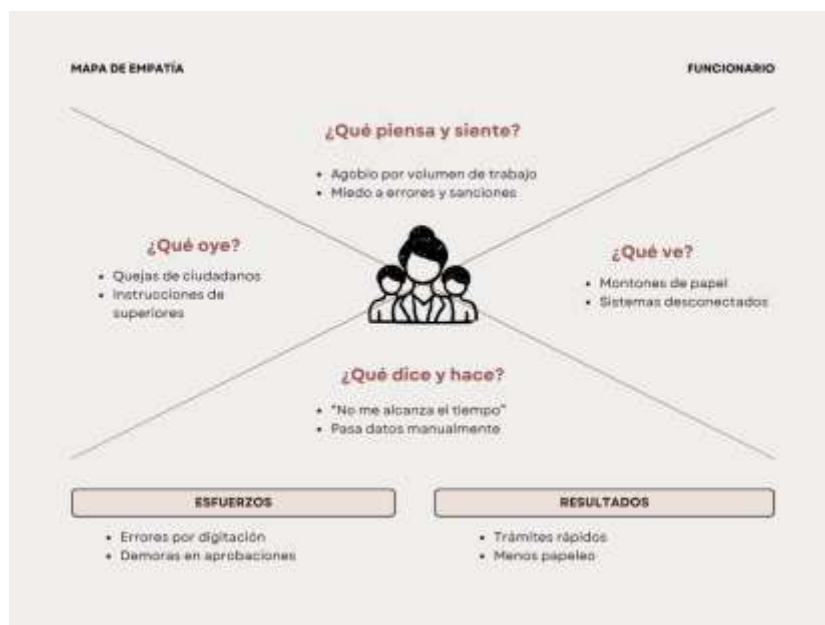 MAPA DE EMPATÍA
FUNCIONARIO
¿Qué piensa y siente?
• Agobio por volumen de trabajo
• Miedo a errores y sanciones
¿Qué oye?
• Quejas de ciudadanos
• Instrucciones de
superiores
¿Qué ve?
• Montones de papel
• Sistemas desconectados
¿Qué dice y hace?
• "No me alcanza el tiempo"
• Pasa datos manualmente
ESFUERZOS
• Errores por digitación
• Demoras en aprobaciones
RESULTADOS
• Trámites rápidos
• Menos papeleo